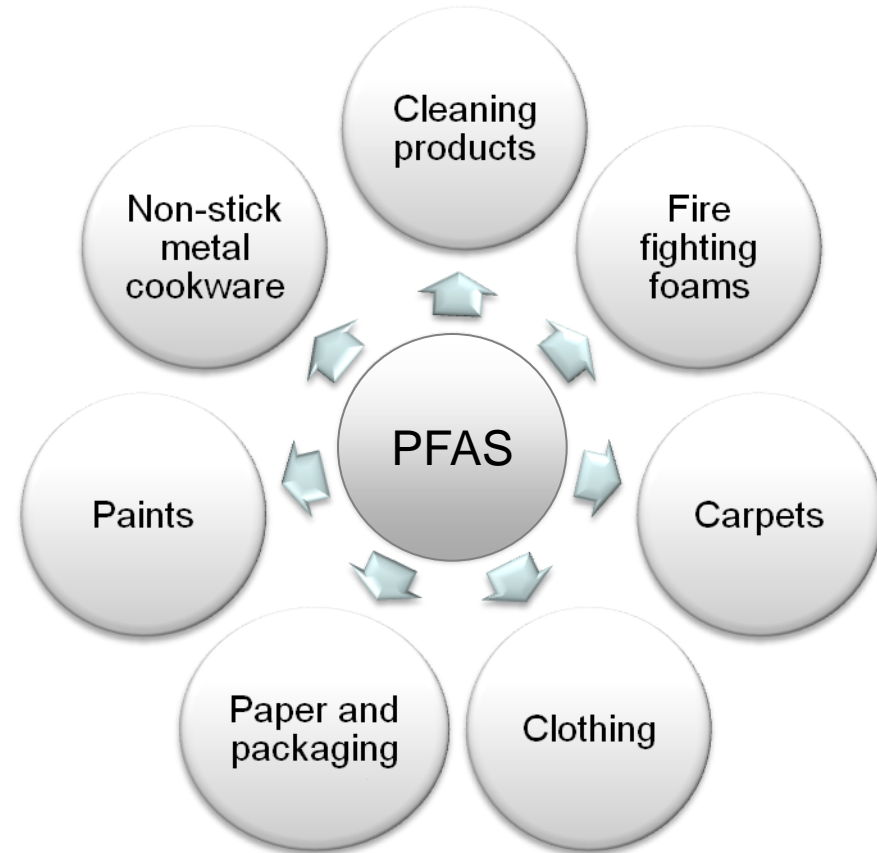 Cleaning
products
Fire
fighting
foams
Carpets
Clothing
Paper and
packaging
Paints
Non-stick
metal
cookware
PFAS